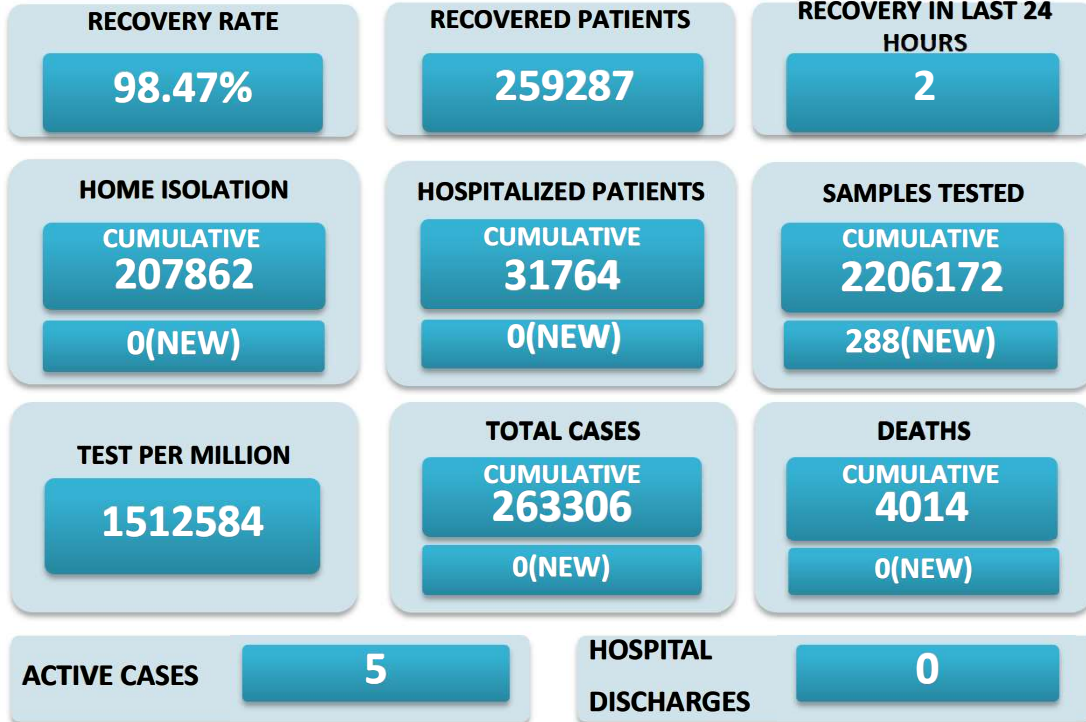 RECOVERY RATE
98.47%
RECOVERED PATIENTS
259287
RECOVERY IN LAST 24
HOURS
2
HOME ISOLATION
CUMULATIVE
207862
0(NEW)
HOSPITALIZED PATIENTS
CUMULATIVE
31764
0(NEW)
SAMPLES TESTED
CUMULATIVE
2206172
288(NEW)
TEST PER MILLION
1512584
TOTAL CASES
CUMULATIVE
263306
0(NEW)
DEATHS
CUMULATIVE
4014
0(NEW)
ACTIVE CASES
5
HOSPITAL
DISCHARGES
0